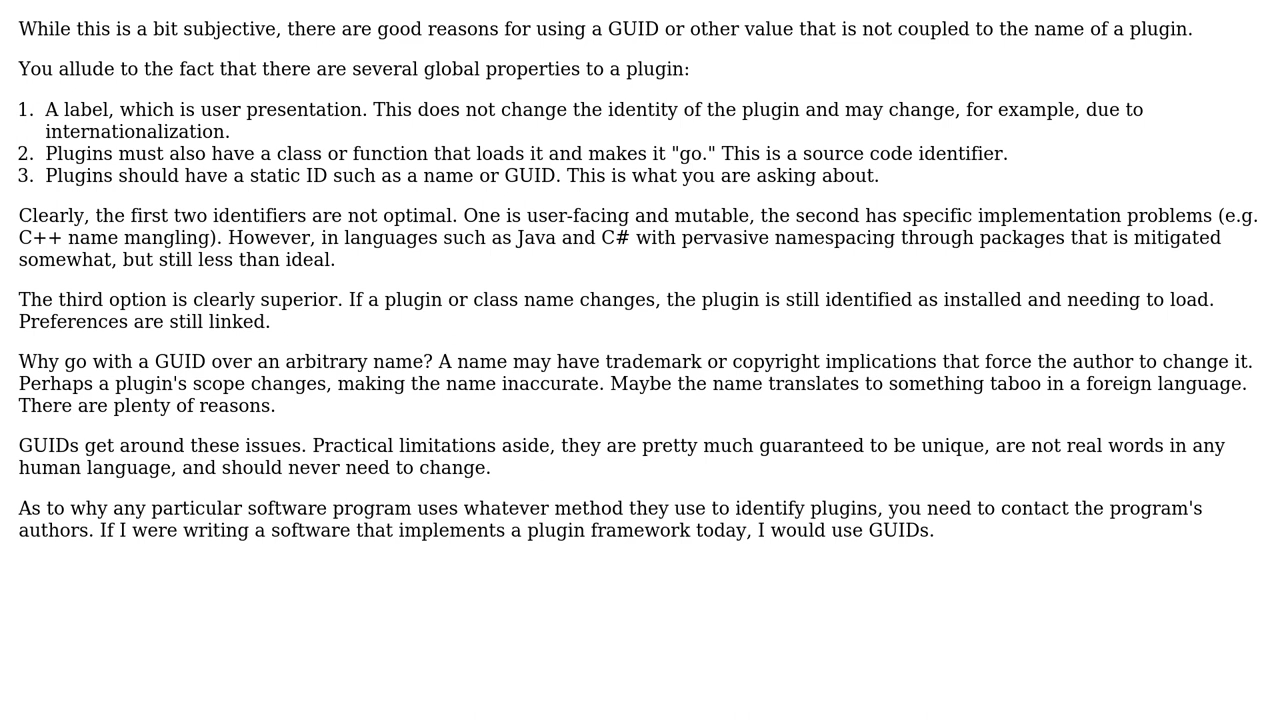 While this is a bit subjective, there are good reasons for using a GUID or other value that is not coupled to the name of a plugin.
You allude to the fact that there are several global properties to a plugin:
1. A label, which is user presentation. This does not change the identity of the plugin and may change, for example, due to
internationalization.
2. Plugins must also have a class or function that loads it and makes it "go." This is a source code identifier.
3. Plugins should have a static ID such as a name or GUID. This is what you are asking about.
Clearly, the first two identifiers are not optimal. One is user-facing and mutable, the second has specific implementation problems (e.g.
C++ name mangling). However, in languages such as Java and C# with pervasive namespacing through packages that is mitigated
somewhat, but still less than ideal.
The third option is clearly superior. If a plugin or class name changes, the plugin is still identified as installed and needing to load.
Preferences are still linked.
Why go with a GUID over an arbitrary name? A name may have trademark or copyright implications that force the author to change it.
Perhaps a plugin's scope changes, making the name inaccurate. Maybe the name translates to something taboo in a foreign language.
There are plenty of reasons.
GUIDs get around these issues. Practical limitations aside, they are pretty much guaranteed to be unique, are not real words in any
human language, and should never need to change.
As to why any particular software program uses whatever method they use to identify plugins, you need to contact the program's
authors. If I were writing a software that implements a plugin framework today, I would use GUIDs.